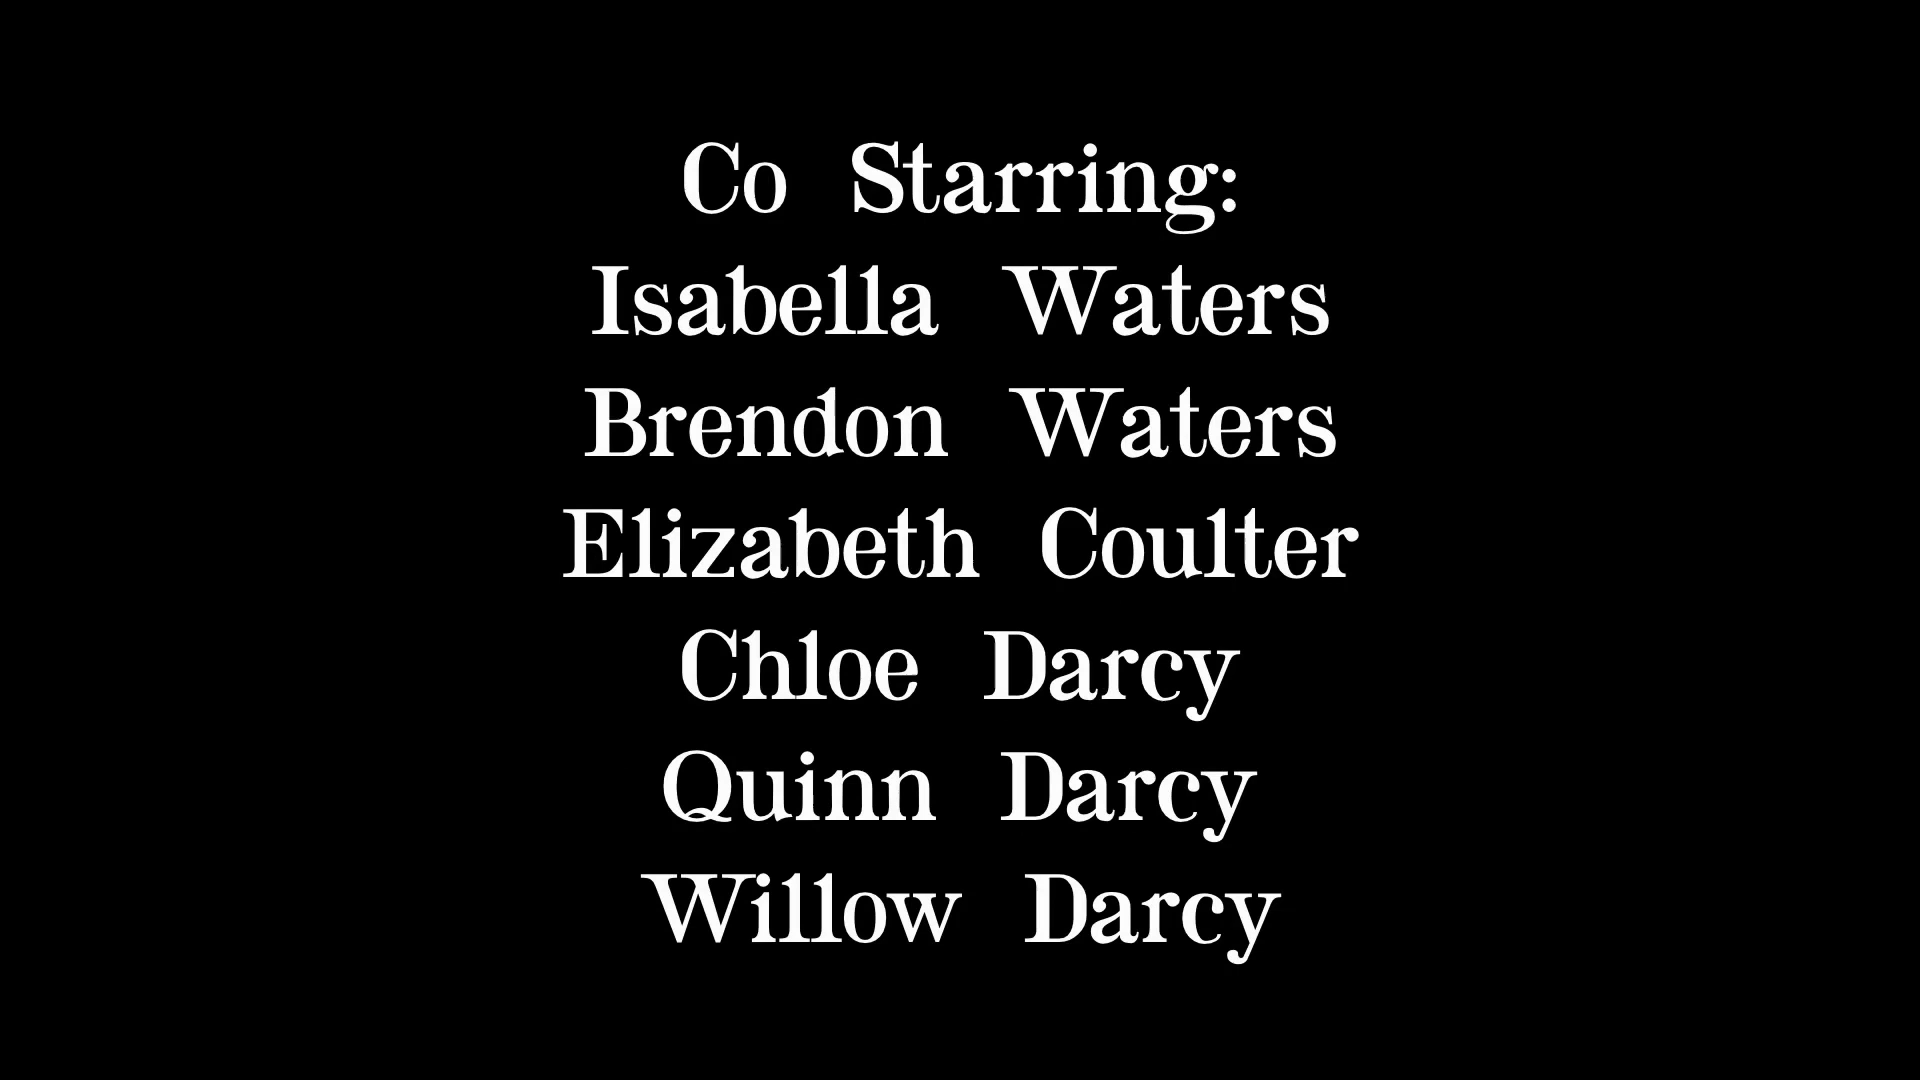 Co Starring:
Isabella Waters
Brendon Waters
Elizabeth Coulter
Chloe Darcy
Quinn Darcy
Willow Darcy